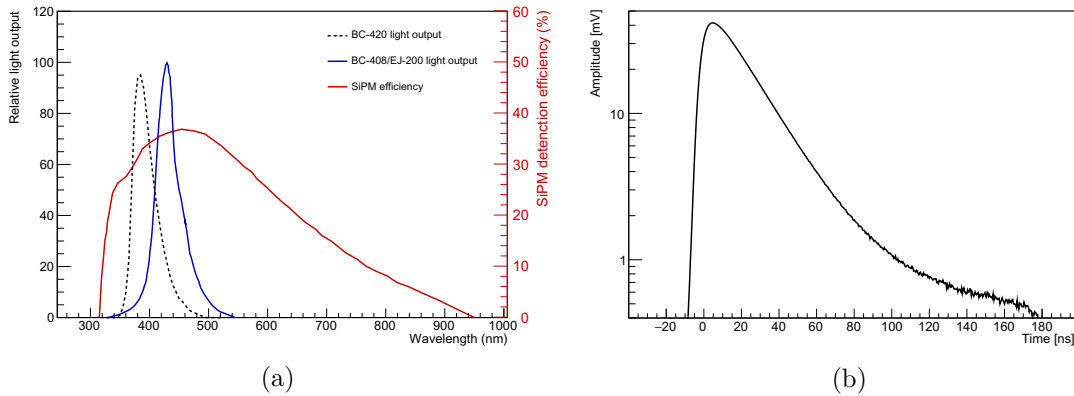 Relative light output
120
100
80
60
40
20
0
300 400 500 600 700 800 900 1000
Wavelength (nm)
BC-420 light output
BC-408/EJ-200 light output
SiPM efficiency
60
50
40
30
20
10
0
SiPM detenction efficiency (%)
(a)
Amplitude [mV]
10
1
−20 0 20 40 60 80 100 120 140 160 180 200
Time [ns]
(b)